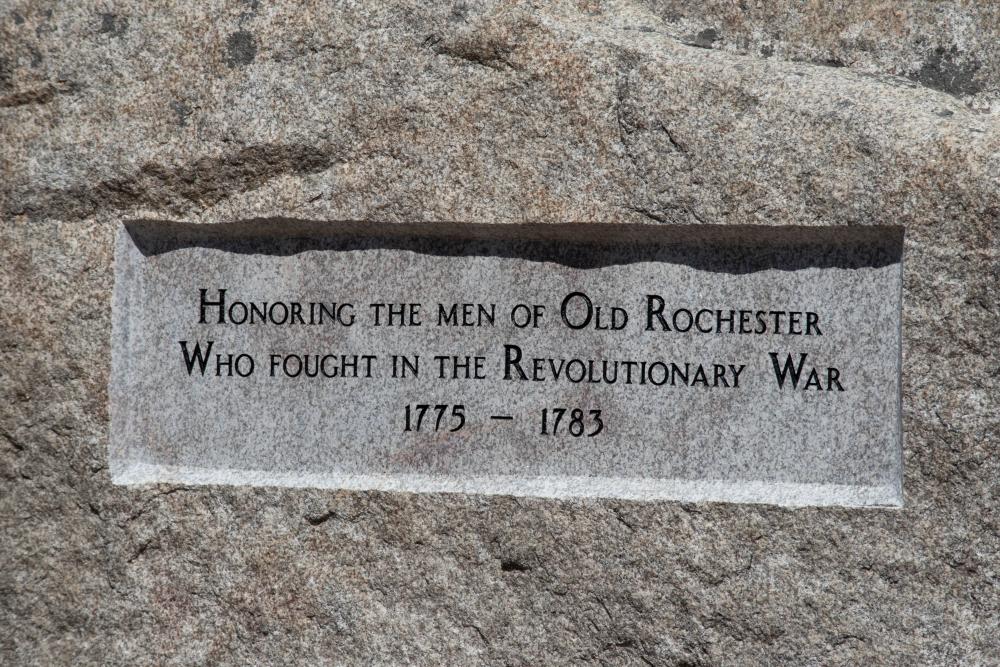 Honoring the men of Old Rochester
Who fought in the Revolutionary War
1775 – 1783